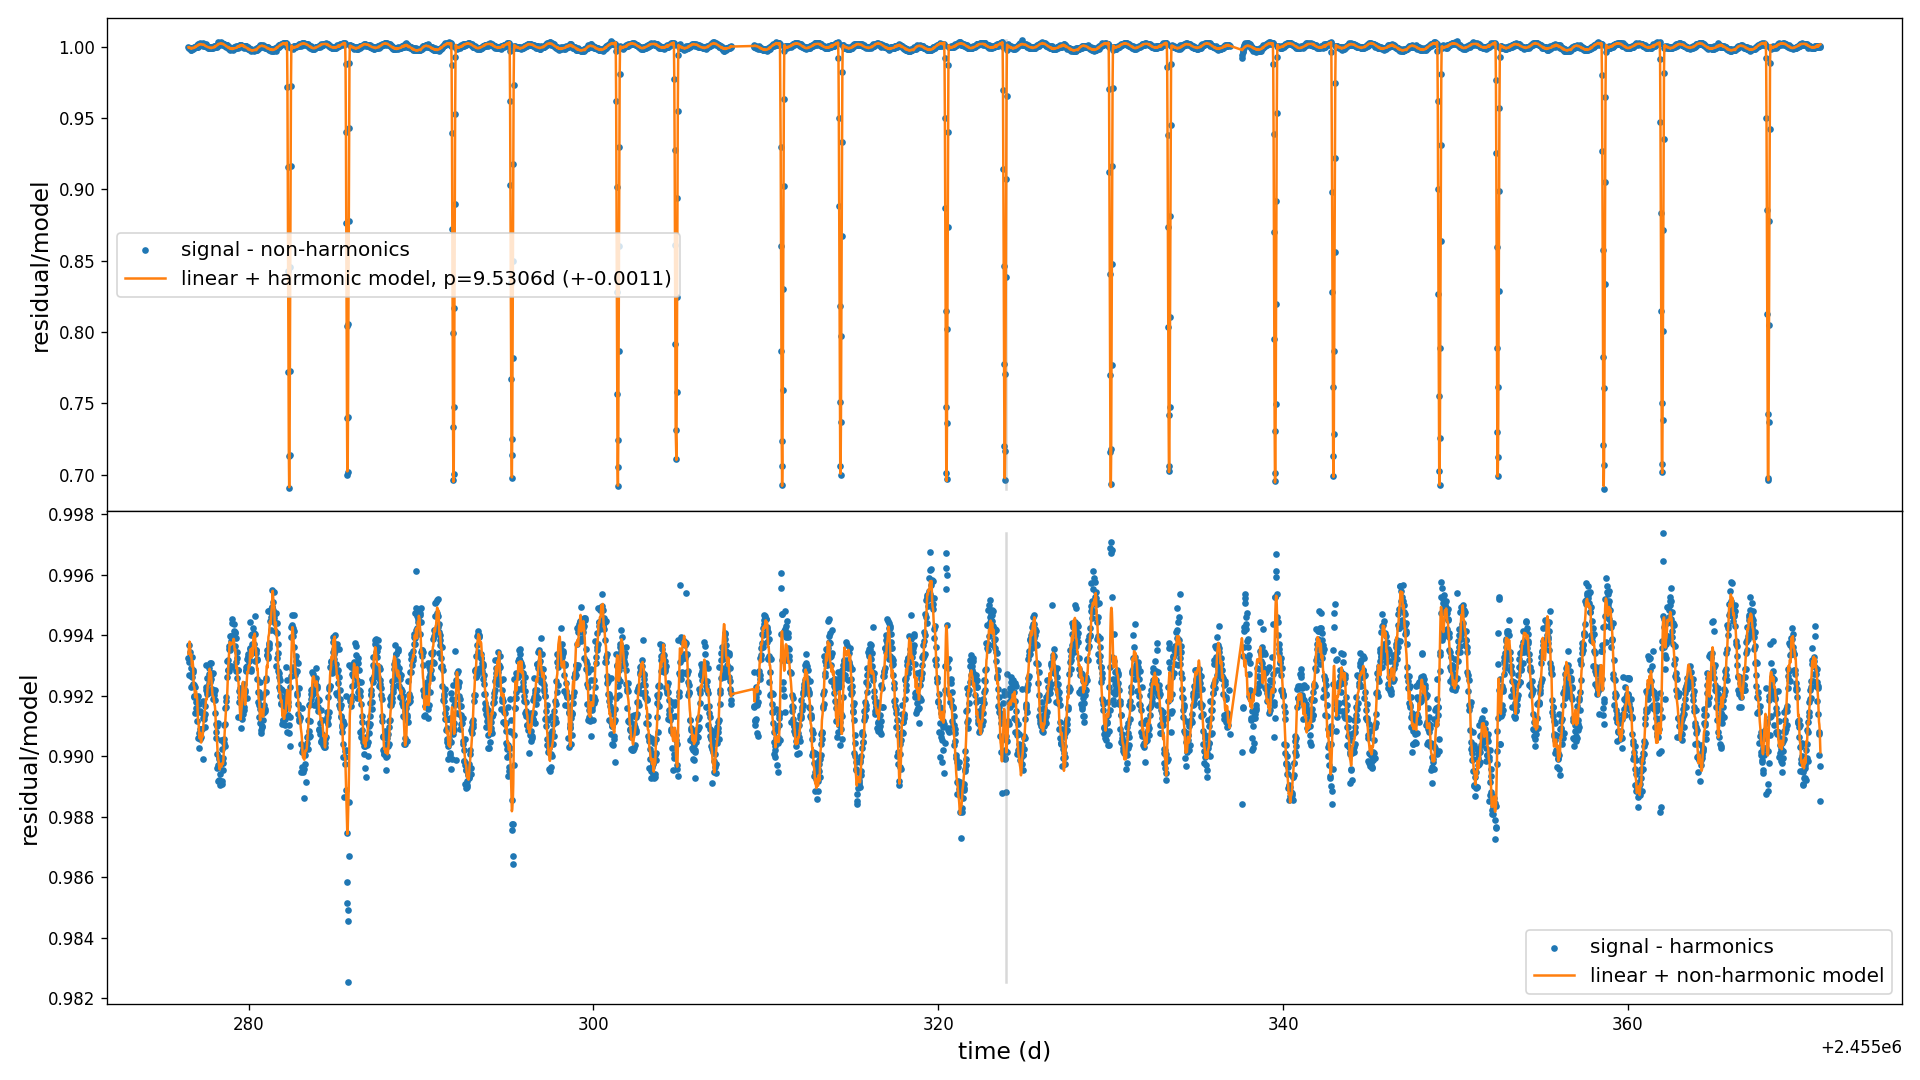 1.00
0.95
0.90
0.85
0.80
0.75
0.70
residual/model
signal - non-harmonics
linear + harmonic model, p=9.5306d (+-0.0011)
0.998
0.996
0.994
0.992
0.990
0.988
0.986
0.984
0.982
residual/model
signal - harmonics
linear + non-harmonic model
280
300
320
340
360
time (d)
+2.455e6